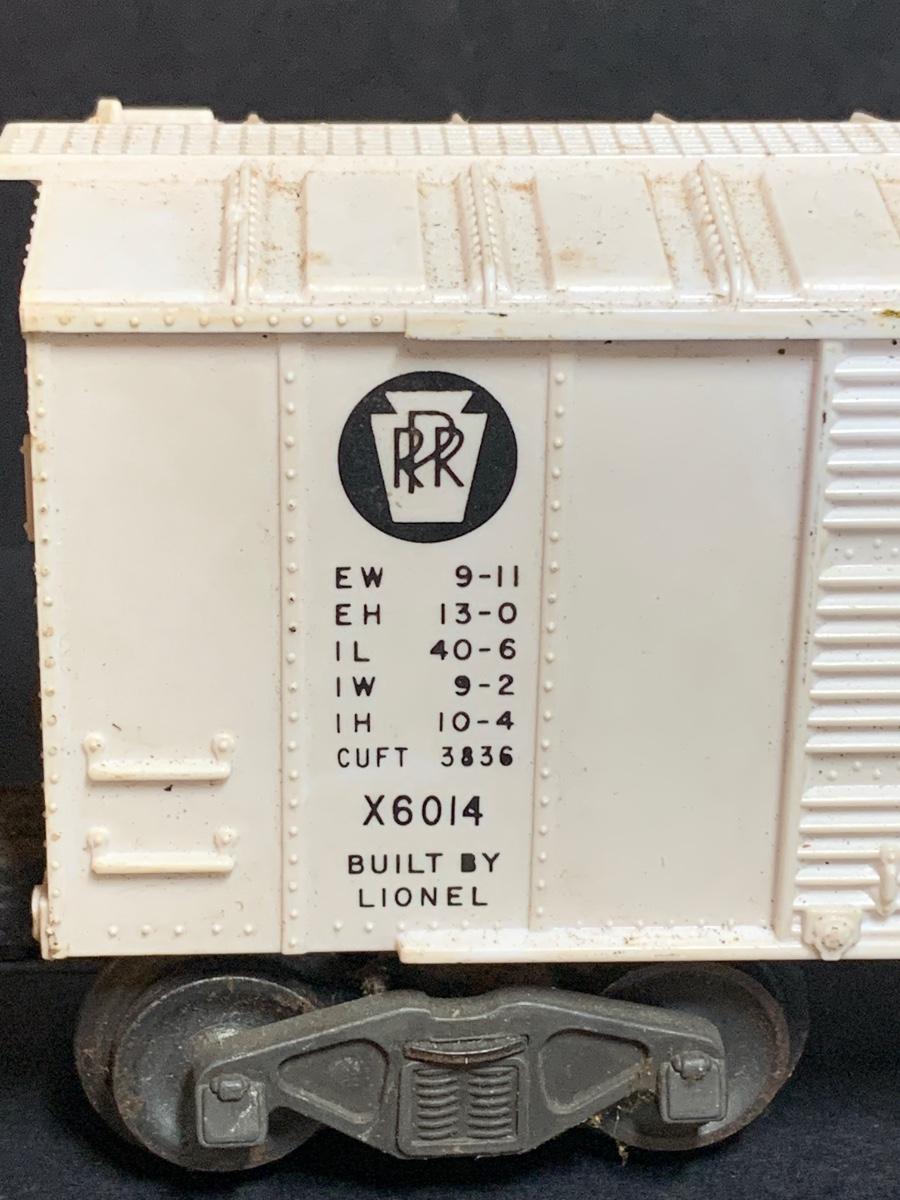 PRR
EW 9-11
EH 13-0
IL 40-6
IW 9-2
IH 10-4
CUFT 3836
X6014
BUILT BY
LIONEL